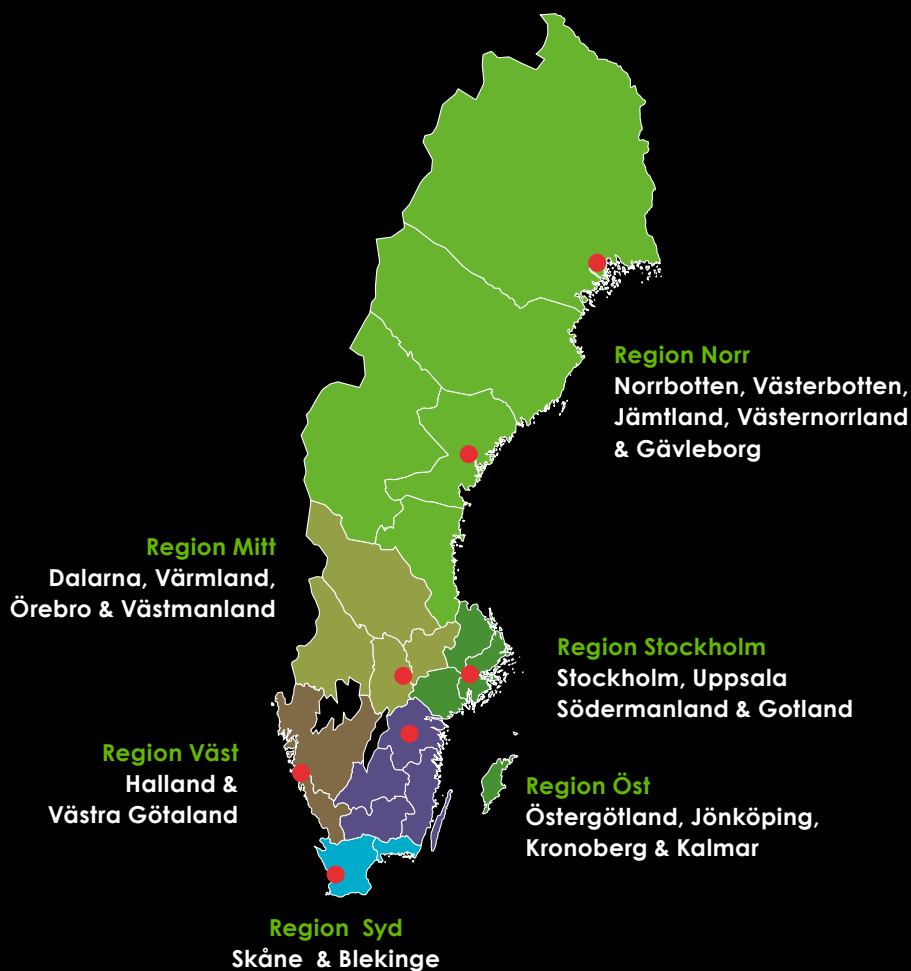 Region Norr
Norrbotten, Västerbotten,
Jämtland, Västernorrland
& Gävleborg
Region Mitt
Dalarna, Värmland,
Örebro & Västmanland
Region Stockholm
Stockholm, Uppsala
Södermanland & Gotland
Region Väst
Halland &
Västra Götaland
Region Öst
Östergötland, Jönköping,
Kronoberg & Kalmar
Region Syd
Skåne & Blekinge